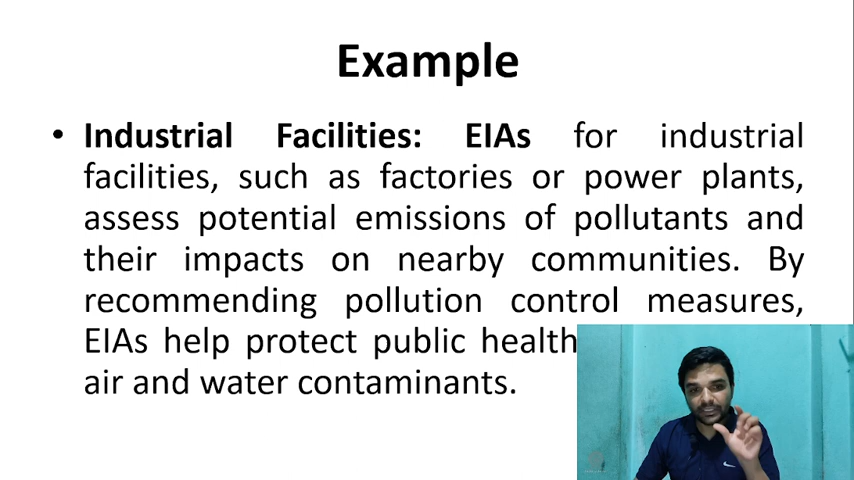 Example
• Industrial Facilities: EIAs for industrial
facilities, such as factories or power plants,
assess potential emissions of pollutants and
their impacts on nearby communities. By
recommending pollution control measures,
EIAs help protect public health
air and water contaminants.